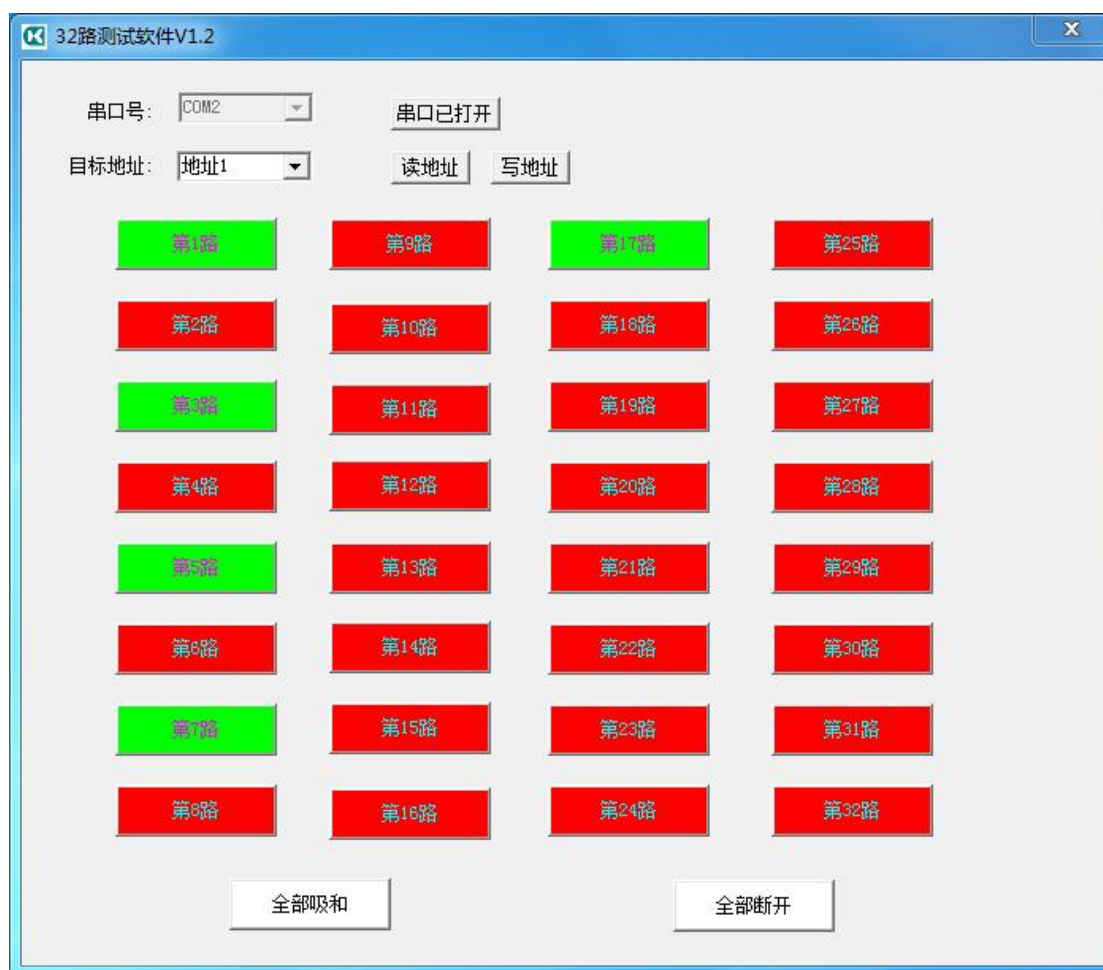 32路测试软件V1.2
串口号: COM2 串口已打开
目标地址: 地址1 读地址 写地址
第1路 第9路 第17路 第25路
第2路 第10路 第18路 第26路
第3路 第11路 第19路 第27路
第4路 第12路 第20路 第28路
第5路 第13路 第21路 第29路
第6路 第14路 第22路 第30路
第7路 第15路 第23路 第31路
第8路 第16路 第24路 第32路
全部吸和 全部断开